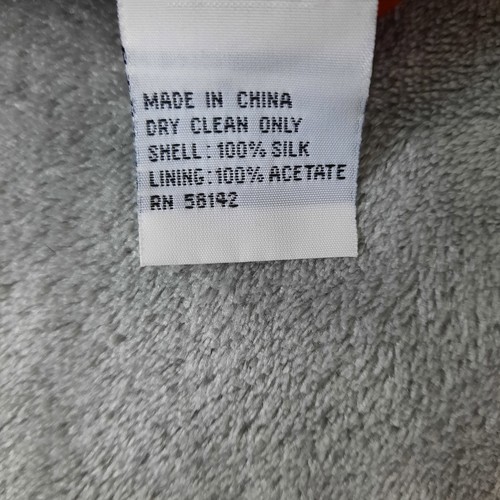 MADE IN CHINA
DRY CLEAN ONLY
SHELL: 100% SILK
LINING: 100% ACETATE
RN 58142